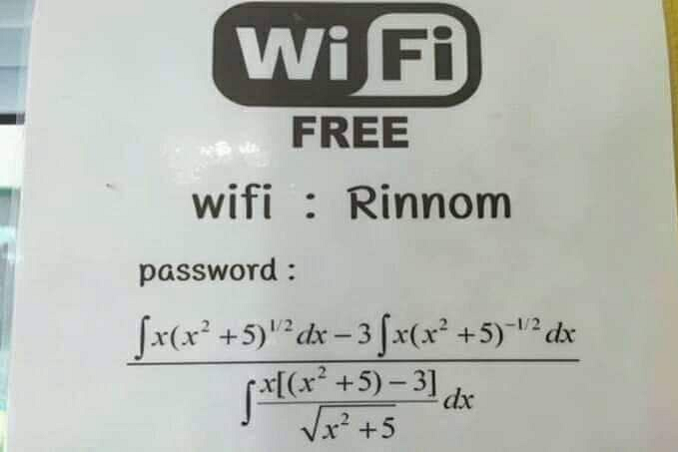 WiFi
FREE
wifi : Rinnom
password :
∫x(x² +5)^1/2 dx – 3∫x(x² +5)^–1/2 dx
∫ x[(x² +5) – 3] dx
√x² +5